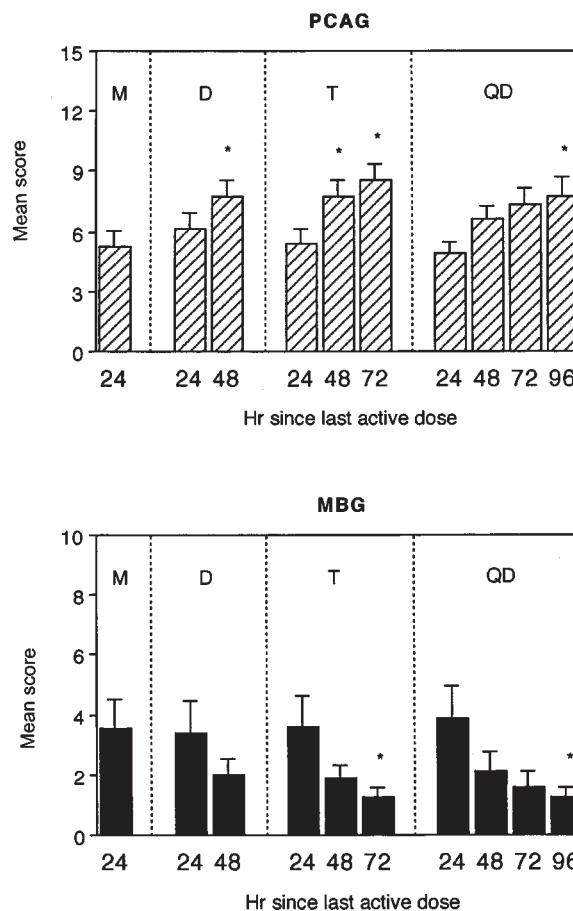 PCAG
15
12
9
6
3
0
Mean score
M
D
T
QD
*
*
*
*
24
24 48
24 48 72
24 48 72 96
Hr since last active dose
MBG
10
8
6
4
2
0
Mean score
M
D
T
QD
*
*
24
24 48
24 48 72
24 48 72 96
Hr since last active dose